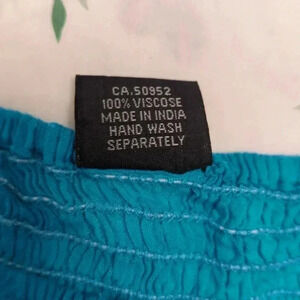 CA.50952
100% VISCOSE
MADE IN INDIA
HAND WASH
SEPARATELY